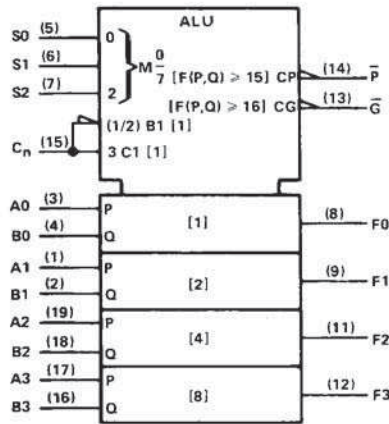 ALU
S0 (5) 0
S1 (6) M 0/7
S2 (7) 2
[F(P,Q) ⩾ 15] CP (14) P̅
[F(P,Q) ⩾ 16] CG (13) G̅
(1/2) B1 [1]
Cn (15) 3 C1 [1]
A0 (3) P
B0 (4) Q [1] (8) F0
A1 (1) P
B1 (2) Q [2] (9) F1
A2 (19) P
B2 (18) Q [4] (11) F2
A3 (17) P
B3 (16) Q [8] (12) F3